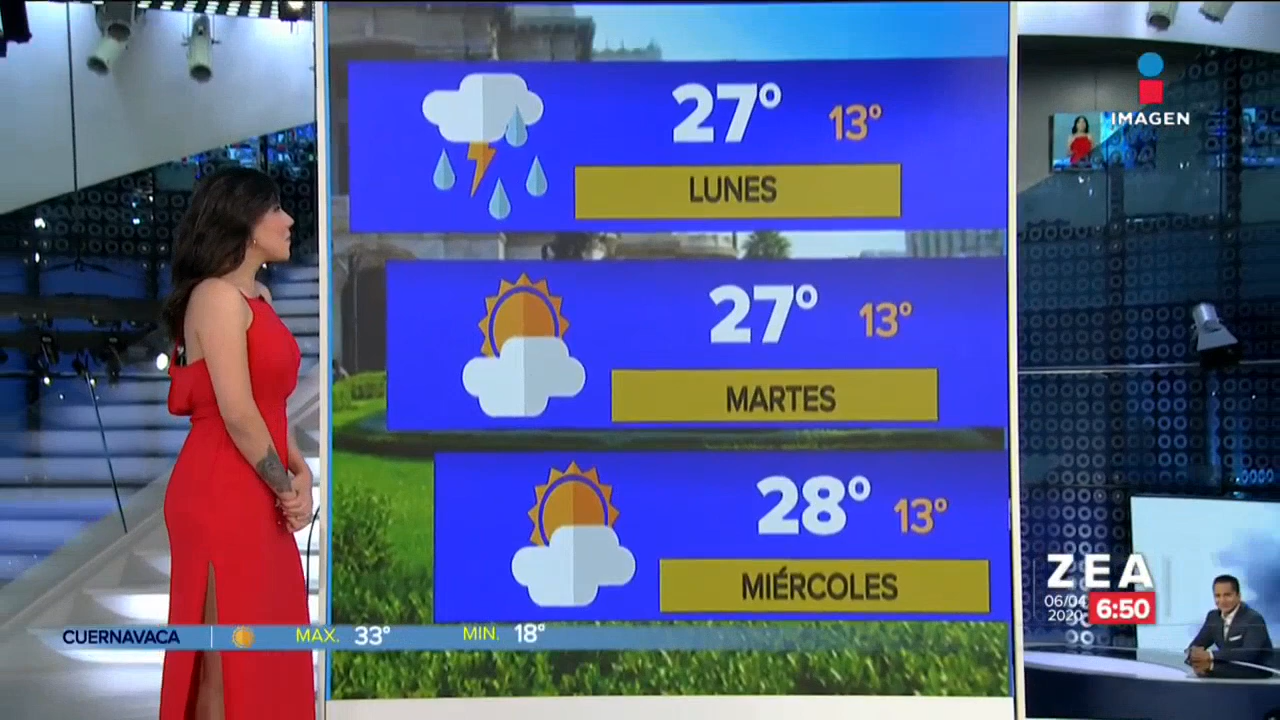 27° 13°
LUNES
27° 13°
MARTES
28° 13°
MIÉRCOLES
IMAGEN
ZEA
06/04
2020
6:50
CUERNAVACA MAX. 33° MIN. 18°